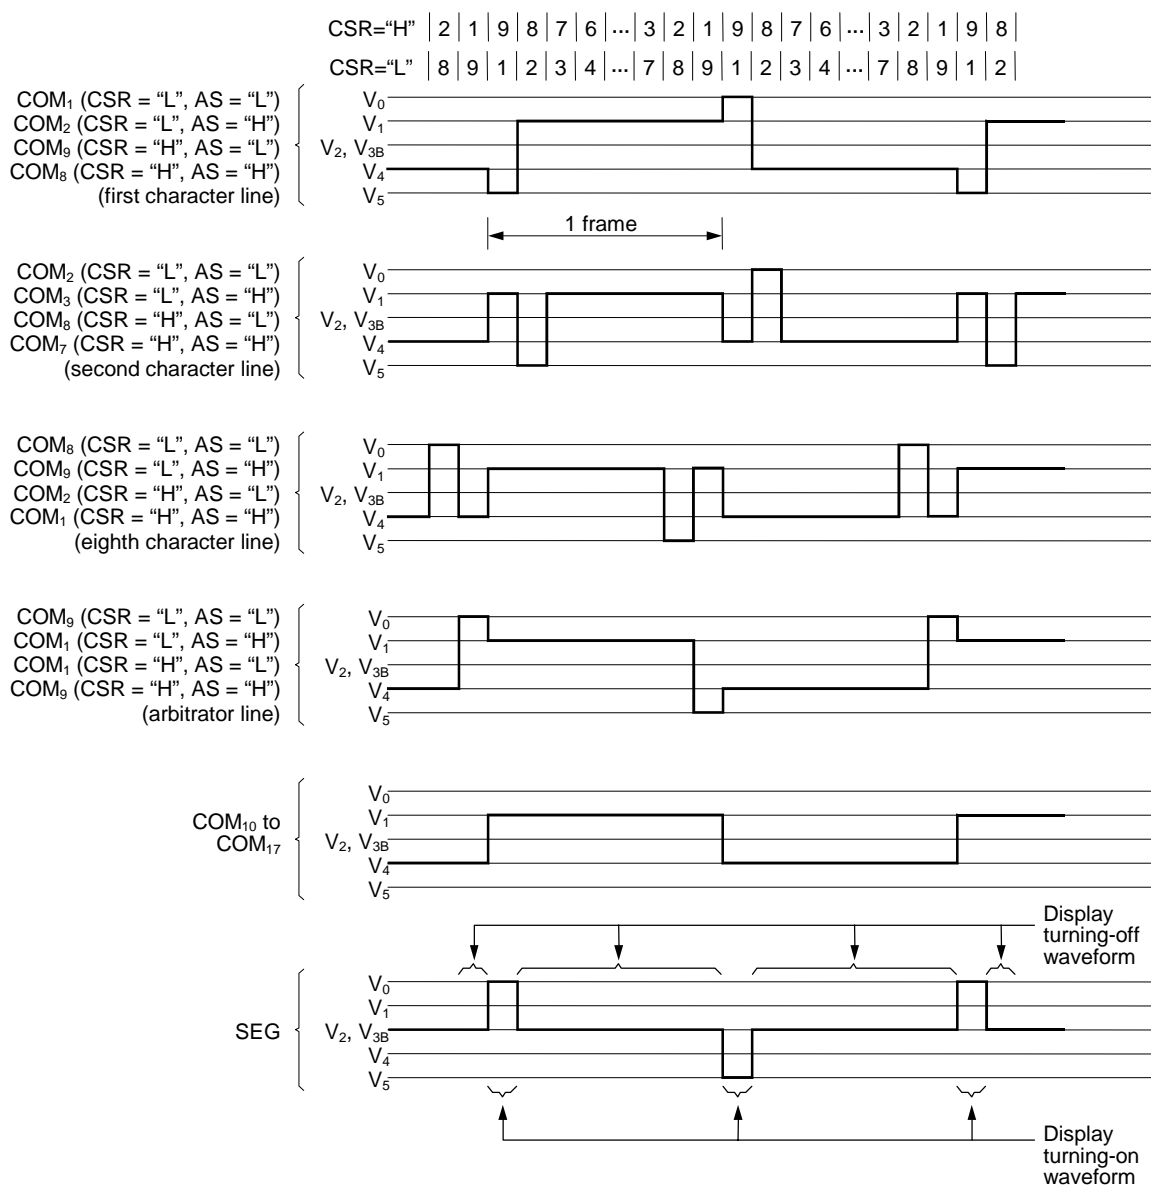 CSR=“H” | 2 | 1 | 9 | 8 | 7 | 6 | ... | 3 | 2 | 1 | 9 | 8 | 7 | 6 | ... | 3 | 2 | 1 | 9 | 8 |
CSR=“L” | 8 | 9 | 1 | 2 | 3 | 4 | ... | 7 | 8 | 9 | 1 | 2 | 3 | 4 | ... | 7 | 8 | 9 | 1 | 2 |
COM₁ (CSR = “L”, AS = “L”)
COM₂ (CSR = “L”, AS = “H”)
COM₉ (CSR = “H”, AS = “L”)
COM₈ (CSR = “H”, AS = “H”)
(first character line)
V₀
V₁
V₂, V₃B
V₄
V₅
1 frame
COM₂ (CSR = “L”, AS = “L”)
COM₃ (CSR = “L”, AS = “H”)
COM₈ (CSR = “H”, AS = “L”)
COM₇ (CSR = “H”, AS = “H”)
(second character line)
V₀
V₁
V₂, V₃B
V₄
V₅
COM₈ (CSR = “L”, AS = “L”)
COM₉ (CSR = “L”, AS = “H”)
COM₂ (CSR = “H”, AS = “L”)
COM₁ (CSR = “H”, AS = “H”)
(eighth character line)
V₀
V₁
V₂, V₃B
V₄
V₅
COM₉ (CSR = “L”, AS = “L”)
COM₁ (CSR = “L”, AS = “H”)
COM₁ (CSR = “H”, AS = “L”)
COM₉ (CSR = “H”, AS = “H”)
(arbitrator line)
V₀
V₁
V₂, V₃B
V₄
V₅
COM₁₀ to
COM₁₇
V₀
V₁
V₂, V₃B
V₄
V₅
Display
turning-off
waveform
SEG
V₀
V₁
V₂, V₃B
V₄
V₅
Display
turning-on
waveform